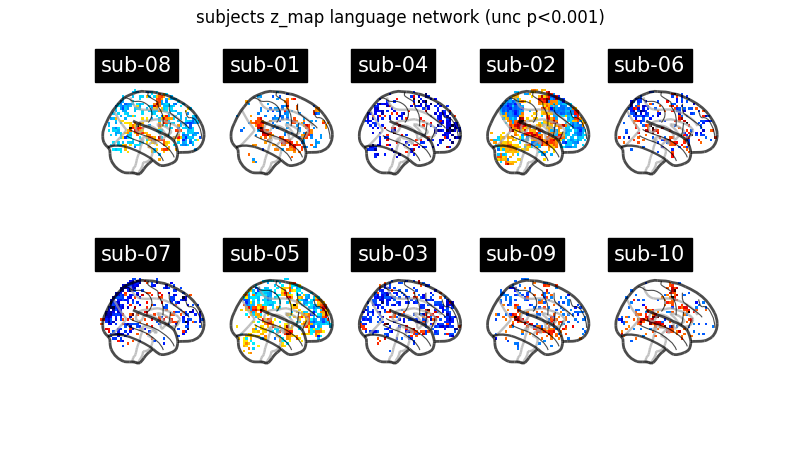 subjects z_map language network (unc p<0.001)
sub-08
sub-01
sub-04
sub-02
sub-06
sub-07
sub-05
sub-03
sub-09
sub-10